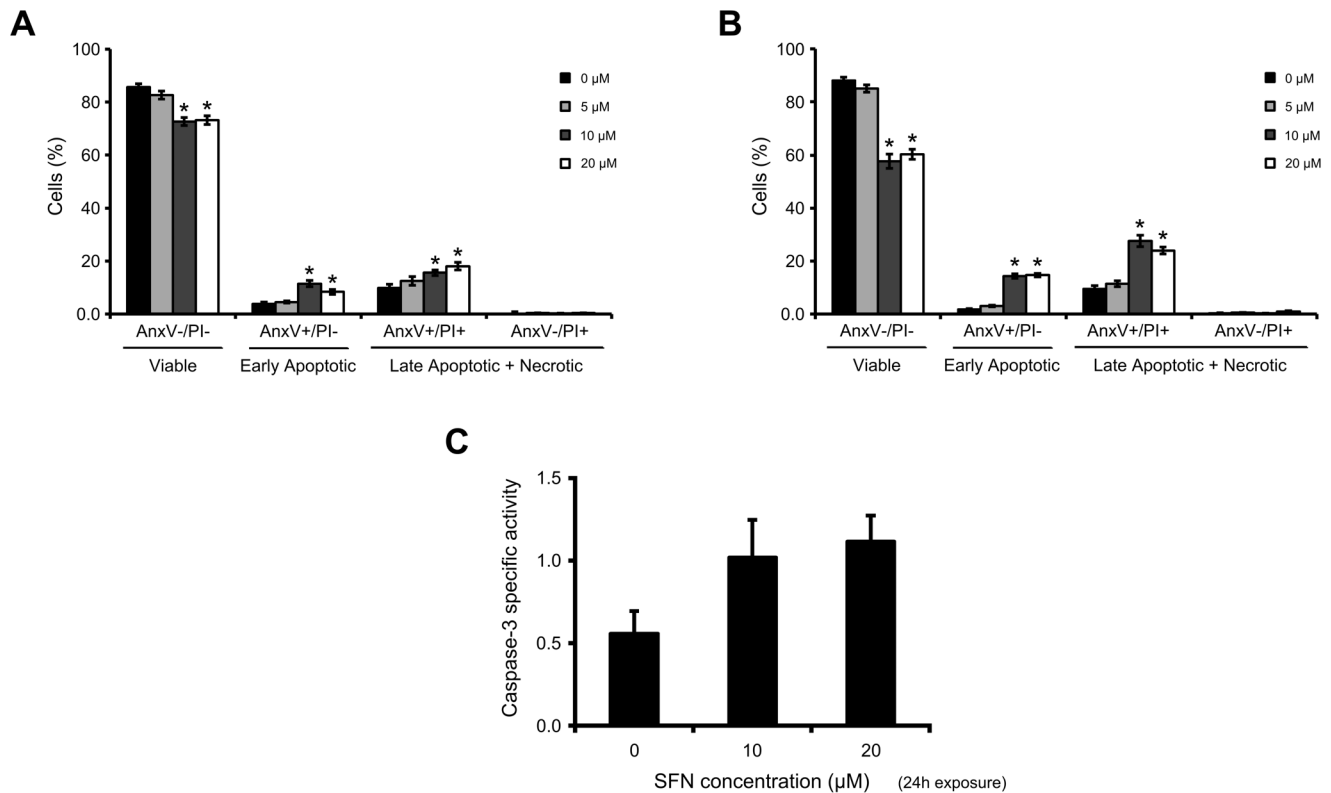 A
100
80
60
40
20
0.0
Cells (%)
0 µM
5 µM
10 µM
20 µM
* * * * * *
AnxV-/PI- AnxV+/PI- AnxV+/PI+ AnxV-/PI+
Viable Early Apoptotic Late Apoptotic + Necrotic
B
100
80
60
40
20
0.0
Cells (%)
0 µM
5 µM
10 µM
20 µM
* * * * * *
AnxV-/PI- AnxV+/PI- AnxV+/PI+ AnxV-/PI+
Viable Early Apoptotic Late Apoptotic + Necrotic
C
1.5
1.0
0.5
0.0
Caspase-3 specific activity
0 10 20
SFN concentration (µM) (24h exposure)